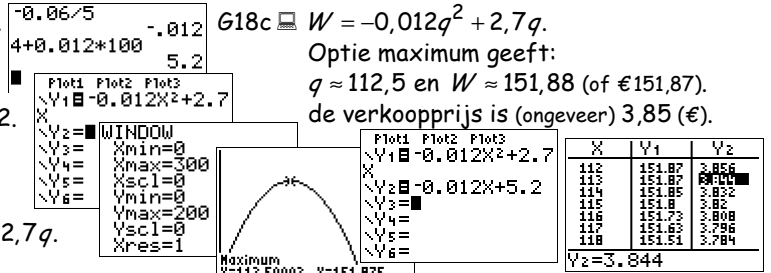 -0.06/5
-.012
4+0.012*100
5.2
G18c W = −0,012q² + 2,7q.
Optie maximum geeft:
q ≈ 112,5 en W ≈ 151,88 (of €151,87).
de verkoopprijs is (ongeveer) 3,85 (€).
2.
2,7q.
Plot1 Plot2 Plot3
\Y1=-0.012X²+2.7
X
\Y2=
\Y3=
\Y4=
\Y5=
\Y6=
WINDOW
Xmin=0
Xmax=300
Xscl=0
Ymin=0
Ymax=200
Yscl=0
Xres=1
Maximum
X=112.50003 Y=151.875
Plot1 Plot2 Plot3
\Y1=-0.012X²+2.7
X
\Y2=-0.012X+5.2
\Y3=
\Y4=
\Y5=
\Y6=
X Y1 Y2
112 151.87 3.856
113 151.87 3.844
114 151.85 3.832
115 151.8 3.82
116 151.73 3.808
117 151.63 3.796
118 151.51 3.784
Y2=3.844